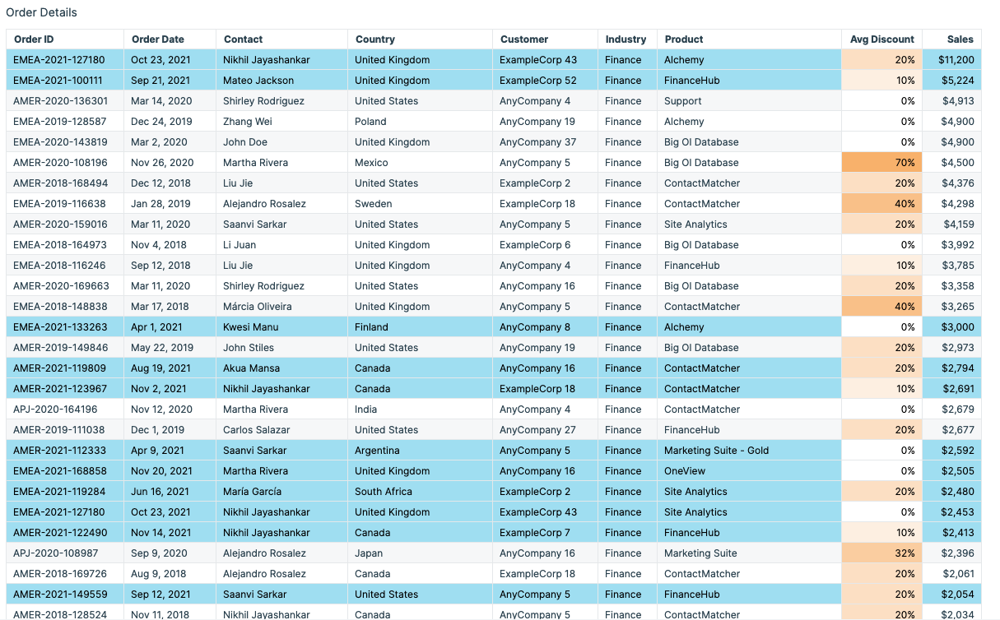 Order Details
Order ID Order Date Contact Country Customer Industry Product Avg Discount Sales
EMEA-2021-127180 Oct 23, 2021 Nikhil Jayashankar United Kingdom ExampleCorp 43 Finance Alchemy 20% $11,200
EMEA-2021-100111 Sep 21, 2021 Mateo Jackson United Kingdom ExampleCorp 52 Finance FinanceHub 10% $5,224
AMER-2020-136301 Mar 14, 2020 Shirley Rodriguez United States AnyCompany 4 Finance Support 0% $4,913
EMEA-2019-128587 Dec 24, 2019 Zhang Wei Poland AnyCompany 19 Finance Alchemy 0% $4,900
EMEA-2020-143819 Mar 2, 2020 John Doe United Kingdom AnyCompany 37 Finance Big Ol Database 0% $4,900
AMER-2020-108196 Nov 26, 2020 Martha Rivera Mexico AnyCompany 5 Finance Big Ol Database 70% $4,500
AMER-2018-168494 Dec 12, 2018 Liu Jie United States ExampleCorp 2 Finance ContactMatcher 20% $4,376
EMEA-2019-116638 Jan 28, 2019 Alejandro Rosalez Sweden ExampleCorp 18 Finance ContactMatcher 40% $4,298
AMER-2020-159016 Mar 11, 2020 Saanvi Sarkar United States AnyCompany 5 Finance Site Analytics 20% $4,159
EMEA-2018-164973 Nov 4, 2018 Li Juan United Kingdom ExampleCorp 6 Finance Big Ol Database 0% $3,992
EMEA-2018-116246 Sep 12, 2018 Liu Jie United Kingdom AnyCompany 4 Finance FinanceHub 10% $3,785
AMER-2020-169663 Mar 11, 2020 Shirley Rodriguez United States AnyCompany 16 Finance Big Ol Database 20% $3,358
EMEA-2018-148838 Mar 17, 2018 Márcia Oliveira United Kingdom AnyCompany 5 Finance ContactMatcher 40% $3,265
EMEA-2021-133263 Apr 1, 2021 Kwesi Manu Finland AnyCompany 8 Finance Alchemy 0% $3,000
AMER-2019-149846 May 22, 2019 John Stiles United States AnyCompany 19 Finance Big Ol Database 20% $2,973
AMER-2021-119809 Aug 19, 2021 Akua Mansa Canada AnyCompany 16 Finance ContactMatcher 20% $2,794
AMER-2021-123967 Nov 2, 2021 Nikhil Jayashankar Canada ExampleCorp 18 Finance ContactMatcher 10% $2,691
APJ-2020-164196 Nov 12, 2020 Martha Rivera India AnyCompany 4 Finance ContactMatcher 0% $2,679
AMER-2019-111038 Dec 1, 2019 Carlos Salazar United States AnyCompany 27 Finance FinanceHub 20% $2,677
AMER-2021-112333 Apr 9, 2021 Saanvi Sarkar Argentina AnyCompany 5 Finance Marketing Suite - Gold 0% $2,592
EMEA-2021-168858 Nov 20, 2021 Martha Rivera United Kingdom AnyCompany 16 Finance OneView 0% $2,505
EMEA-2021-119284 Jun 16, 2021 María García South Africa ExampleCorp 2 Finance Site Analytics 20% $2,480
EMEA-2021-127180 Oct 23, 2021 Nikhil Jayashankar United Kingdom ExampleCorp 43 Finance Site Analytics 0% $2,453
AMER-2021-122490 Nov 14, 2021 Nikhil Jayashankar Canada ExampleCorp 7 Finance FinanceHub 10% $2,413
APJ-2020-108987 Sep 9, 2020 Alejandro Rosalez Japan AnyCompany 16 Finance Marketing Suite 32% $2,396
AMER-2018-169726 Aug 9, 2018 Alejandro Rosalez Canada ExampleCorp 18 Finance ContactMatcher 20% $2,061
AMER-2021-149559 Sep 12, 2021 Saanvi Sarkar United States AnyCompany 5 Finance FinanceHub 20% $2,054
AMER-2018-128524 Nov 11, 2018 Nikhil Jayashankar Canada AnyCompany 5 Finance ContactMatcher 20% $2,034